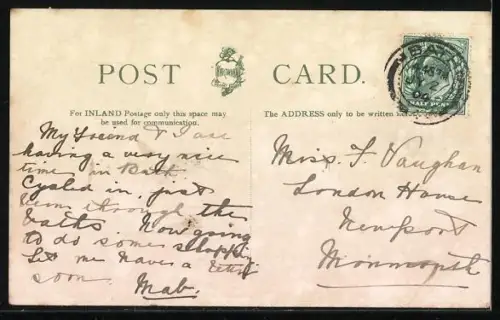 POST CARD.
For INLAND Postage only this space may
be used for communication.
The ADDRESS only to be written here
BATH
HALF PENNY
My friend & I are
having a very nice
time in Bath
Cycled in, just
been through the
baths. Now going
to do some shopping
Let me have a letter
soon. Mab.
Miss. F. Vaughan
London House
Newport
Monmouth